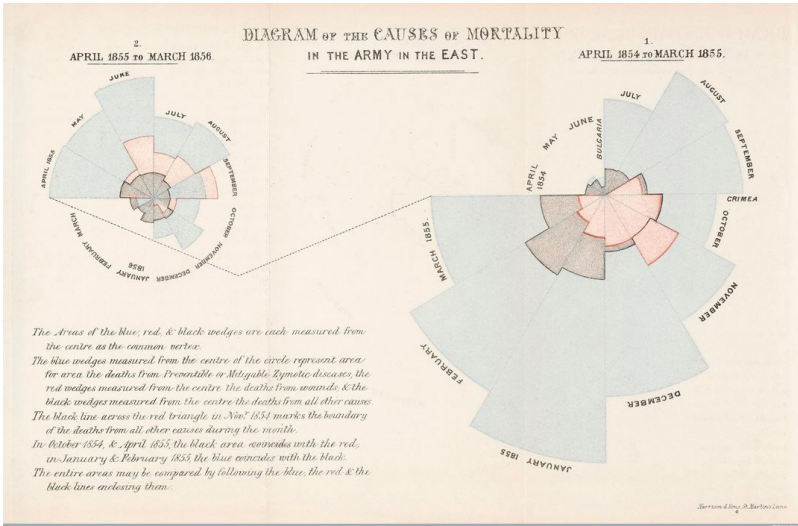 DIAGRAM OF THE CAUSES OF MORTALITY
IN THE ARMY IN THE EAST.
2.
APRIL 1855 TO MARCH 1856.
1.
APRIL 1854 TO MARCH 1855.
JUNE
JULY
AUGUST
SEPTEMBER
OCTOBER
NOVEMBER
DECEMBER
JANUARY
1856
FEBRUARY
MARCH
APRIL 1855
MAY
APRIL
1854
MAY
JUNE
BULGARIA
JULY
AUGUST
SEPTEMBER
CRIMEA
OCTOBER
NOVEMBER
DECEMBER
JANUARY 1855
FEBRUARY
MARCH 1855.
The Areas of the blue, red, & black wedges are each measured from
the centre as the common vertex.
The blue wedges measured from the centre of the circle represent area
for area the deaths from Preventible or Mitigable Zymotic diseases, the
red wedges measured from the centre the deaths from wounds, & the
black wedges measured from the centre the deaths from all other causes.
The black line across the red triangle in Nov.r 1854 marks the boundary
of the deaths from all other causes during the month.
In October 1854, & April 1855, the black area coincides with the red,
in January & February 1855, the blue coincides with the black.
The entire areas may be compared by following the blue, the red & the
black lines enclosing them.
Harrison & Sons, St. Martins Lane